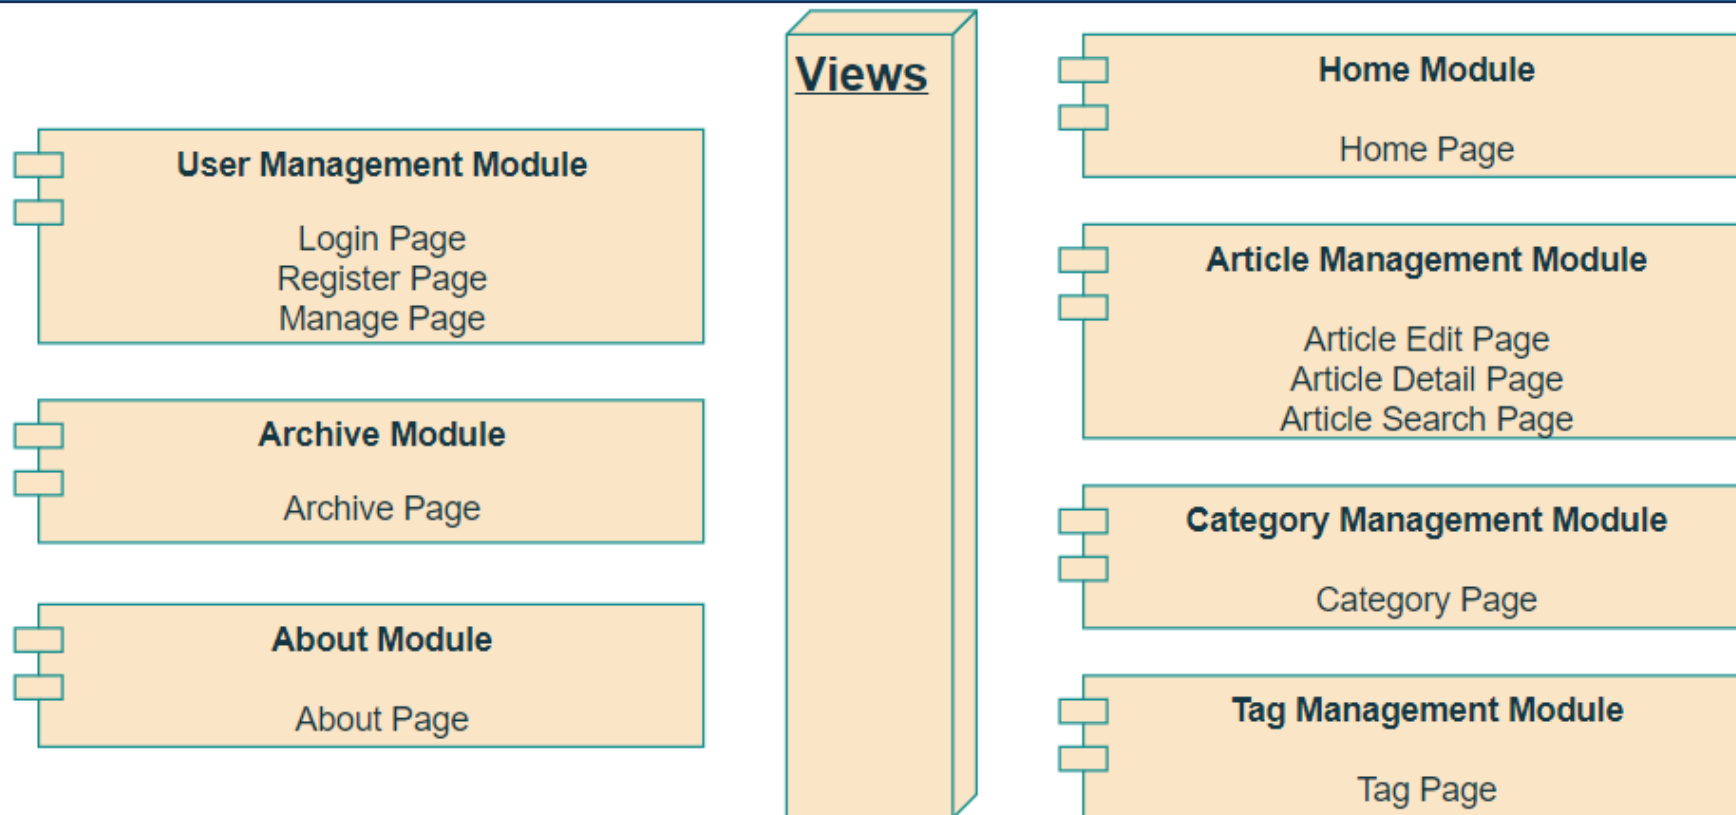 Views
User Management Module
Login Page
Register Page
Manage Page
Archive Module
Archive Page
About Module
About Page
Home Module
Home Page
Article Management Module
Article Edit Page
Article Detail Page
Article Search Page
Category Management Module
Category Page
Tag Management Module
Tag Page